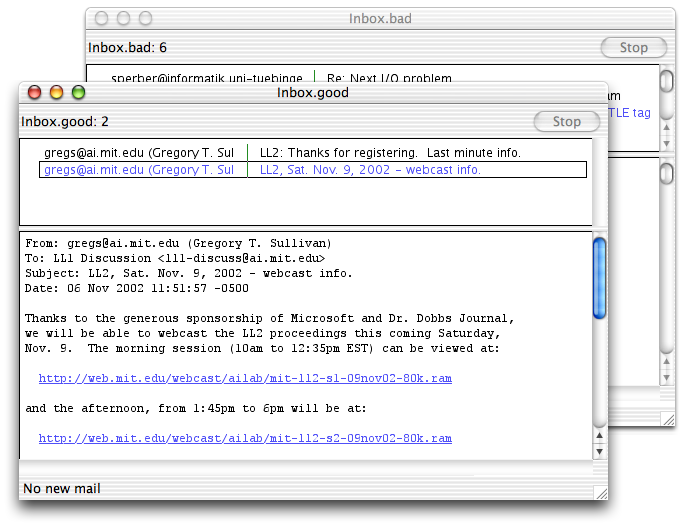 Inbox.bad
Inbox.bad: 6
Stop
sperber@informatik.uni-tuebinge Re: Next I/O problem
am
TLE tag
Inbox.good
Inbox.good: 2
Stop
gregs@ai.mit.edu (Gregory T. Sul LL2: Thanks for registering. Last minute info.
gregs@ai.mit.edu (Gregory T. Sul LL2, Sat. Nov. 9, 2002 - webcast info.
From: gregs@ai.mit.edu (Gregory T. Sullivan)
To: LL1 Discussion <ll1-discuss@ai.mit.edu>
Subject: LL2, Sat. Nov. 9, 2002 - webcast info.
Date: 06 Nov 2002 11:51:57 -0500
Thanks to the generous sponsorship of Microsoft and Dr. Dobbs Journal,
we will be able to webcast the LL2 proceedings this coming Saturday,
Nov. 9. The morning session (10am to 12:35pm EST) can be viewed at:
http://web.mit.edu/webcast/ailab/mit-ll2-s1-09nov02-80k.ram
and the afternoon, from 1:45pm to 6pm will be at:
http://web.mit.edu/webcast/ailab/mit-ll2-s2-09nov02-80k.ram
No new mail